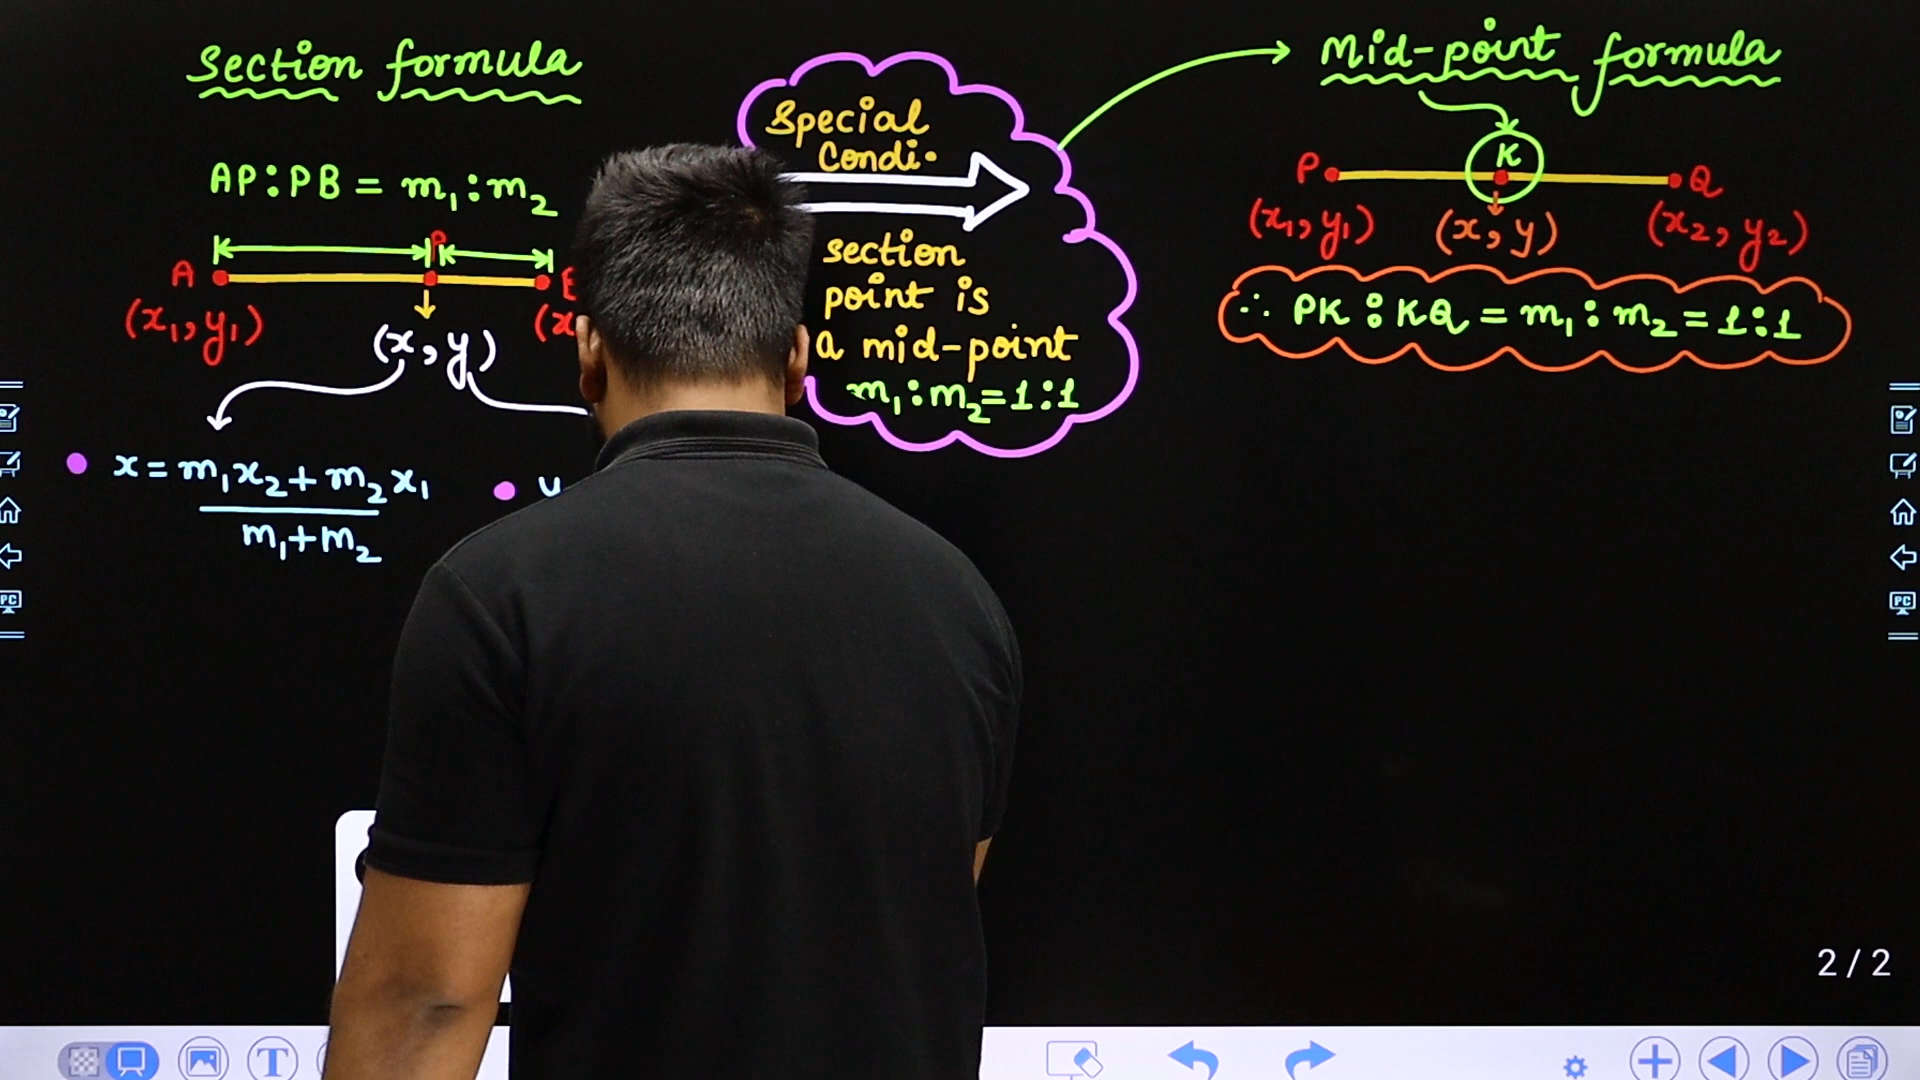 Section formula
AP:PB = m₁:m₂
P
A
(x₁, y₁)
(x, y)
x = m₁x₂ + m₂x₁
m₁+m₂
Special
Condi.
section
point is
a mid-point
m₁:m₂=1:1
Mid-point formula
K
P
Q
(x₁, y₁) (x, y) (x₂, y₂)
∴ PK : KQ = m₁ : m₂ = 1:1
PC
PC
2/2
T